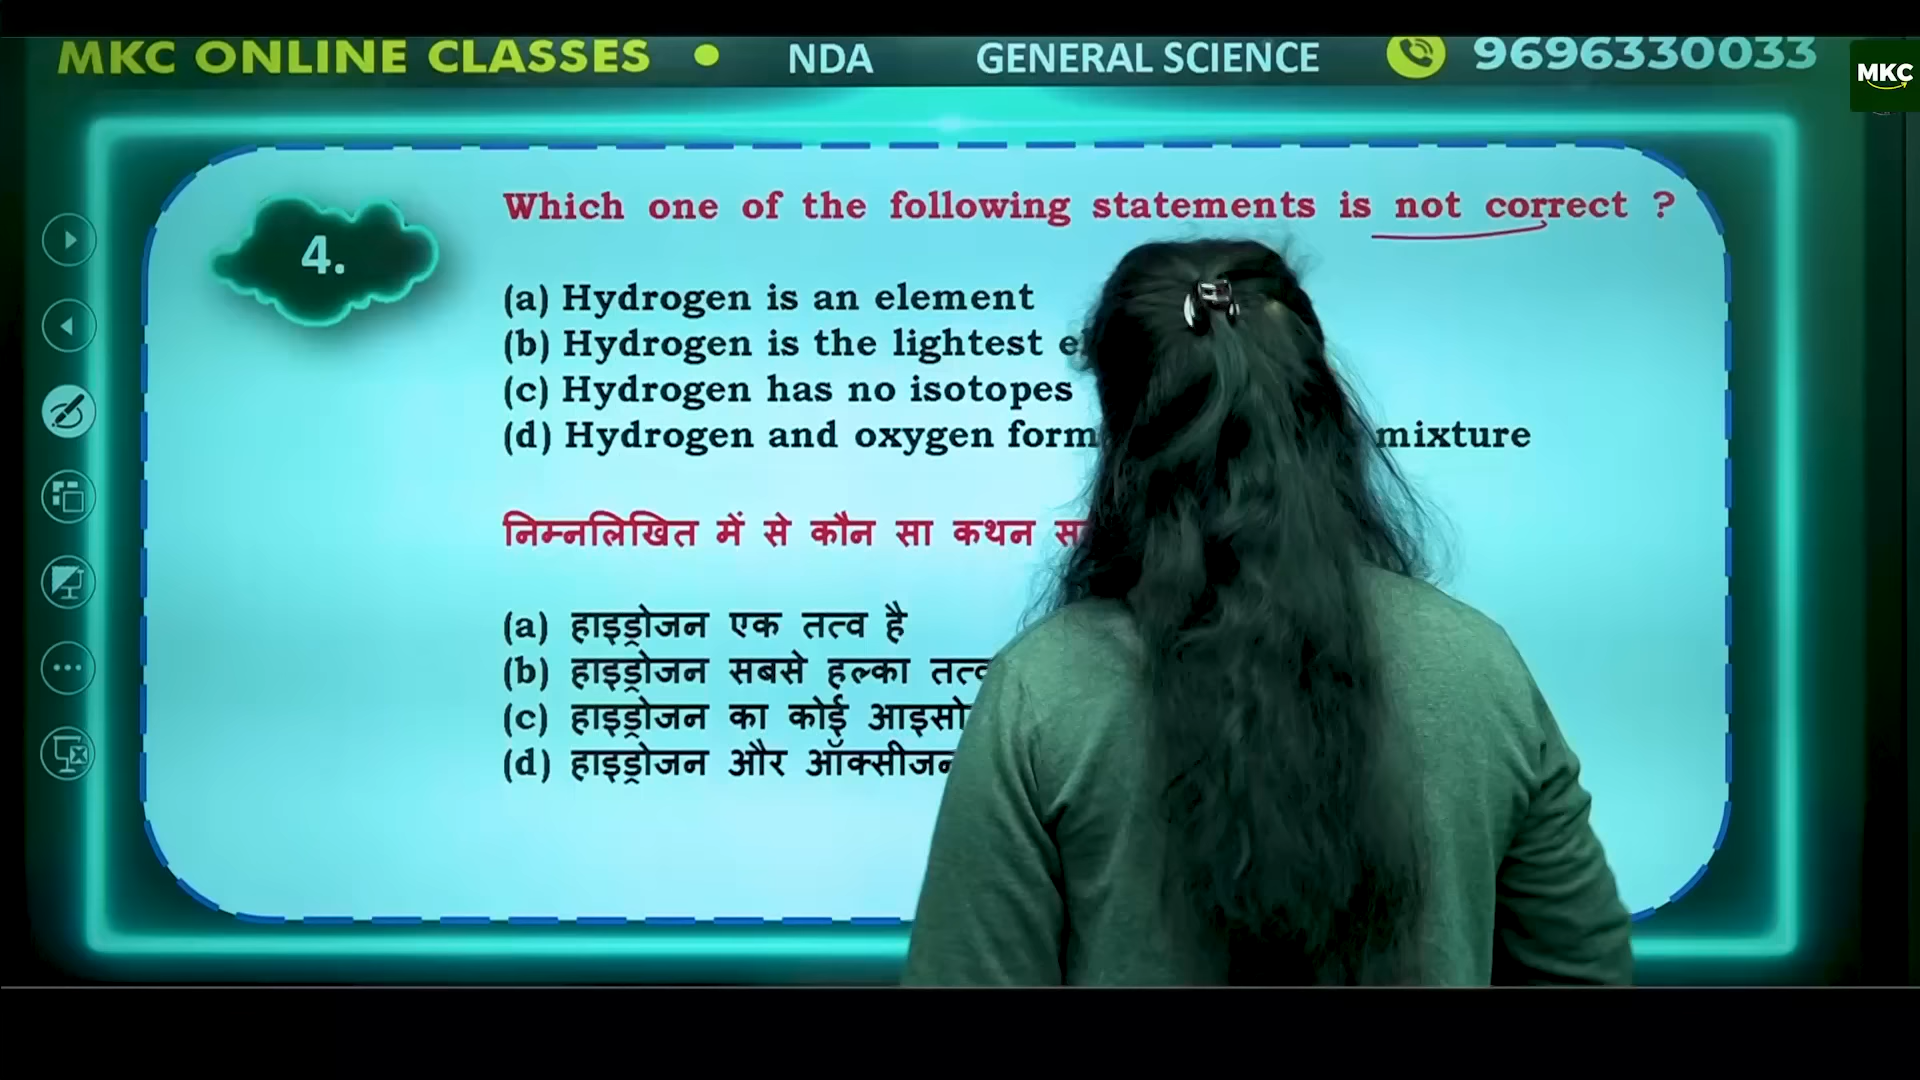 MKC ONLINE CLASSES • NDA GENERAL SCIENCE 9696330033
MKC
4.
Which one of the following statements is not correct ?
(a) Hydrogen is an element
(b) Hydrogen is the lightest
(c) Hydrogen has no isotopes
(d) Hydrogen and oxygen form mixture
निम्नलिखित में से कौन सा कथन
(a) हाइड्रोजन एक तत्व है
(b) हाइड्रोजन सबसे हल्का
(c) हाइड्रोजन का कोई
(d) हाइड्रोजन और ऑक्सीजन